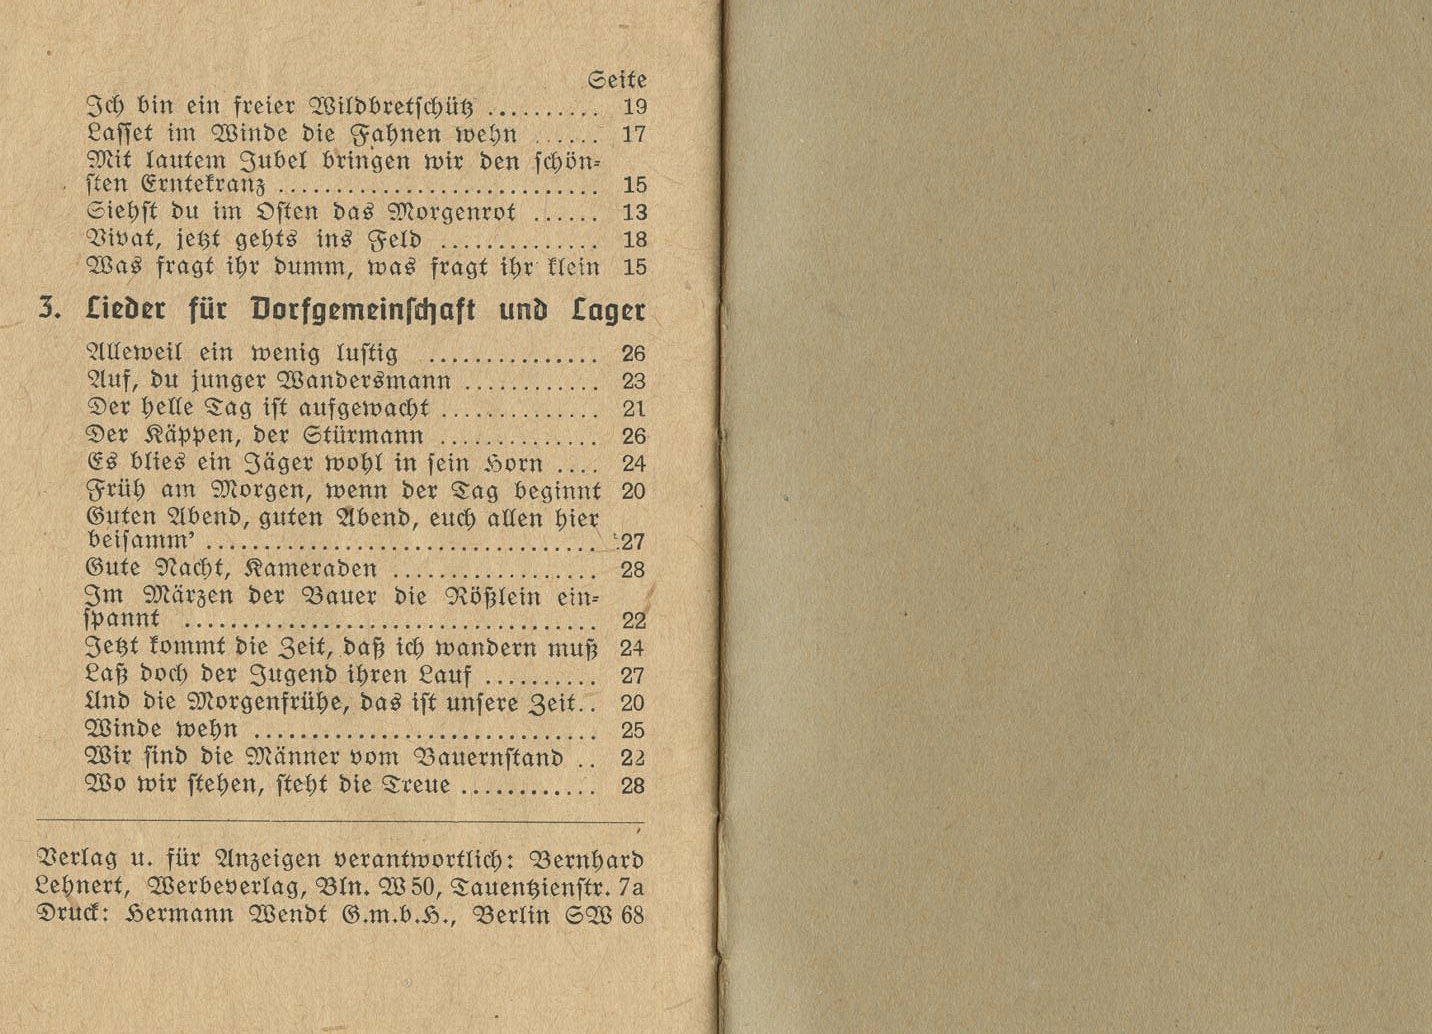 Seite
Ich bin ein freier Wildbretschütz .......... 19
Lasset im Winde die Fahnen wehn ...... 17
Mit lautem Jubel bringen wir den schön-
sten Erntekranz ............................ 15
Siehst du im Osten das Morgenrot ...... 13
Vivat, jetzt gehts ins Feld .............. 18
Was fragt ihr dumm, was fragt ihr klein 15
3. Lieder für Dorfgemeinschaft und Lager
Alleweil ein wenig lustig ............... 26
Auf, du junger Wandersmann ............ 23
Der helle Tag ist aufgewacht .............. 21
Der Käppen, der Stürmann .............. 26
Es blies ein Jäger wohl in sein Horn .... 24
Früh am Morgen, wenn der Tag beginnt 20
Guten Abend, guten Abend, euch allen hier
beisamm' .................................. 27
Gute Nacht, Kameraden .................. 28
Im Märzen der Bauer die Rößlein ein-
spannt .................................... 22
Jetzt kommt die Zeit, daß ich wandern muß 24
Laß doch der Jugend ihren Lauf .......... 27
Und die Morgenfrühe, das ist unsere Zeit.. 20
Winde wehn .............................. 25
Wir sind die Männer vom Bauernstand .. 22
Wo wir stehen, steht die Treue ............ 28
Verlag u. für Anzeigen verantwortlich: Bernhard
Lehnert, Werbeverlag, Bln. W 50, Tauentzienstr. 7a
Druck: Hermann Wendt G.m.b.H., Berlin SW 68